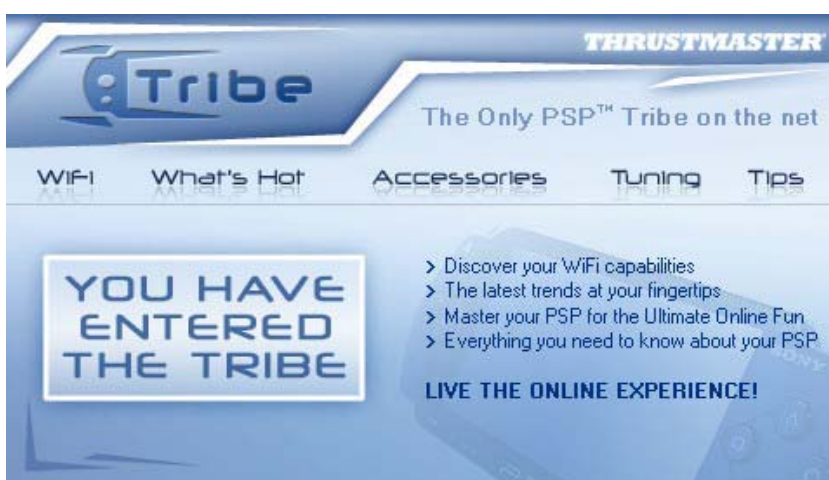 THRUSTMASTER
Tribe
The Only PSP™ Tribe on the net
WiFi What's Hot Accessories Tuning Tips
YOU HAVE
ENTERED
THE TRIBE
> Discover your WiFi capabilities
> The latest trends at your fingertips
> Master your PSP for the Ultimate Online Fun
> Everything you need to know about your PSP
LIVE THE ONLINE EXPERIENCE!
SONY